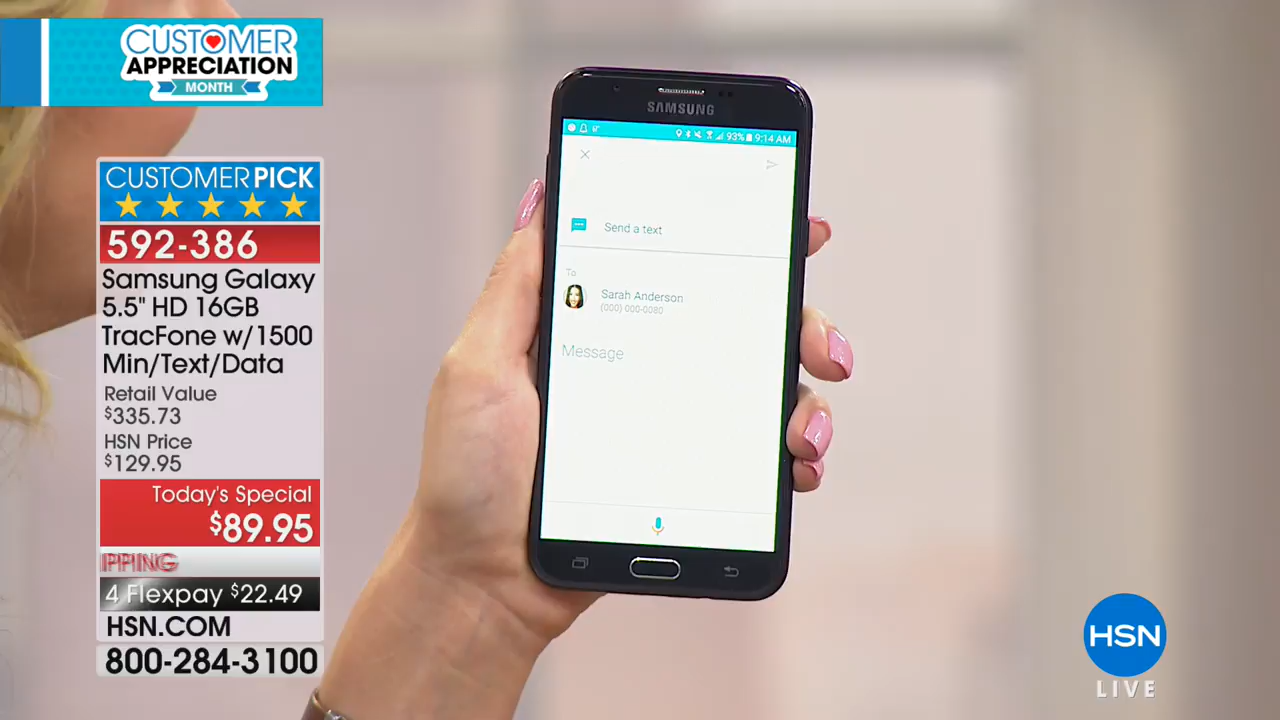 CUSTOMER
APPRECIATION
MONTH
CUSTOMER PICK
592-386
Samsung Galaxy
5.5" HD 16GB
TracFone w/1500
Min/Text/Data
Retail Value
$335.73
HSN Price
$129.95
Today's Special
$89.95
IPPING
4 Flexpay $22.49
HSN.COM
800-284-3100
SAMSUNG
93% 9:14 AM
Send a text
To
Sarah Anderson
(000) 000-0080
Message
HSN
LIVE